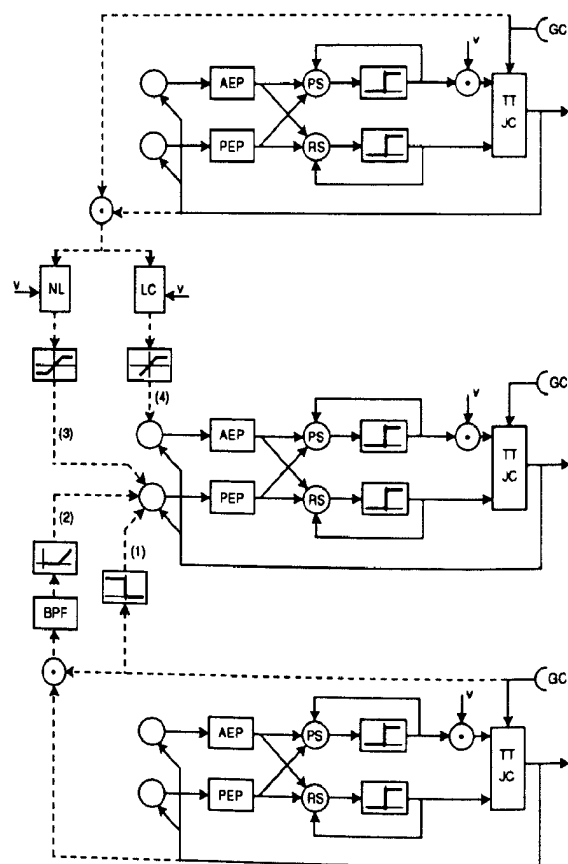 GC
v
AEP
PS
TT
JC
PEP
RS
NL
LC
v
v
(3)
(4)
GC
v
AEP
PS
TT
JC
PEP
RS
(2)
(1)
BPF
GC
v
AEP
PS
TT
JC
PEP
RS